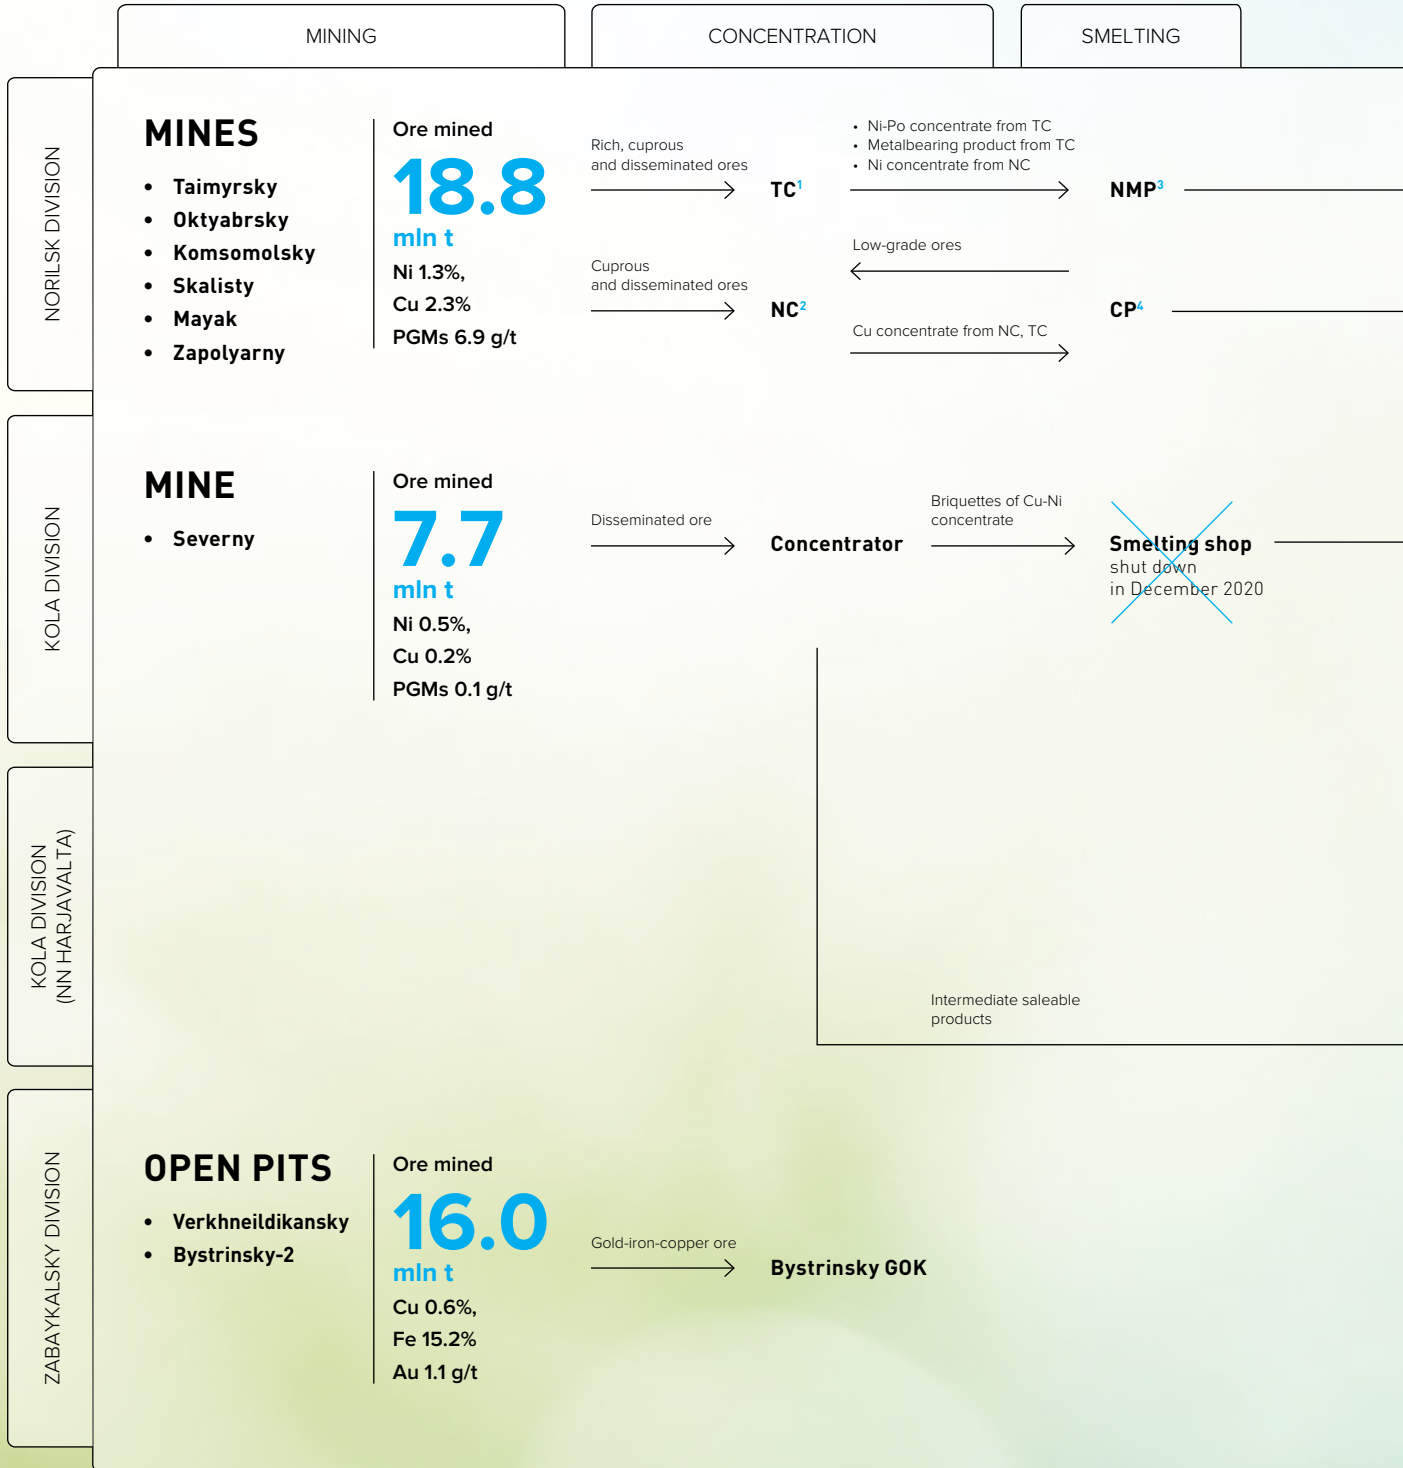 MINING
CONCENTRATION
SMELTING
NORILSK DIVISION
MINES
• Taimyrsky
• Oktyabrsky
• Komsomolsky
• Skalisty
• Mayak
• Zapolyarny
Ore mined
18.8
mln t
Ni 1.3%,
Cu 2.3%
PGMs 6.9 g/t
Rich, cuprous
and disseminated ores
TC¹
• Ni-Po concentrate from TC
• Metalbearing product from TC
• Ni concentrate from NC
NMP³
Cuprous
and disseminated ores
NC²
Low-grade ores
Cu concentrate from NC, TC
CP⁴
KOLA DIVISION
MINE
• Severny
Ore mined
7.7
mln t
Ni 0.5%,
Cu 0.2%
PGMs 0.1 g/t
Disseminated ore
Concentrator
Briquettes of Cu-Ni
concentrate
Smelting shop
shut down
in December 2020
KOLA DIVISION
(NN HARJAVALTA)
Intermediate saleable
products
ZABAYKALSKY DIVISION
OPEN PITS
• Verkhneildikansky
• Bystrinsky-2
Ore mined
16.0
mln t
Cu 0.6%,
Fe 15.2%
Au 1.1 g/t
Gold-iron-copper ore
Bystrinsky GOK